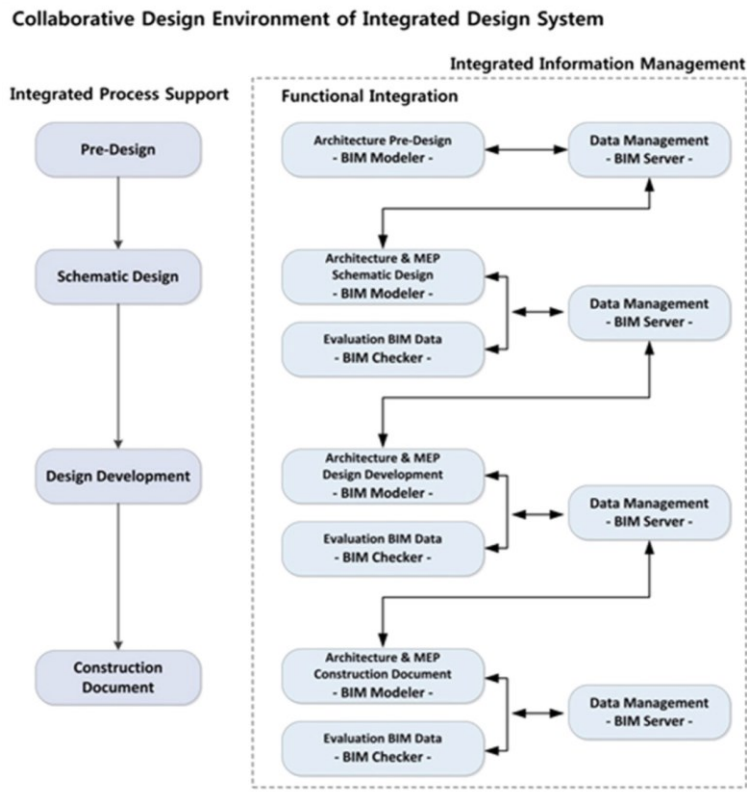 Collaborative Design Environment of Integrated Design System
Integrated Information Management
Integrated Process Support
Functional Integration
Pre-Design
Architecture Pre-Design
- BIM Modeler -
Data Management
- BIM Server -
Schematic Design
Architecture & MEP
Schematic Design
- BIM Modeler -
Evaluation BIM Data
- BIM Checker -
Data Management
- BIM Server -
Design Development
Architecture & MEP
Design Development
- BIM Modeler -
Evaluation BIM Data
- BIM Checker -
Data Management
- BIM Server -
Construction
Document
Architecture & MEP
Construction Document
- BIM Modeler -
Evaluation BIM Data
- BIM Checker -
Data Management
- BIM Server -